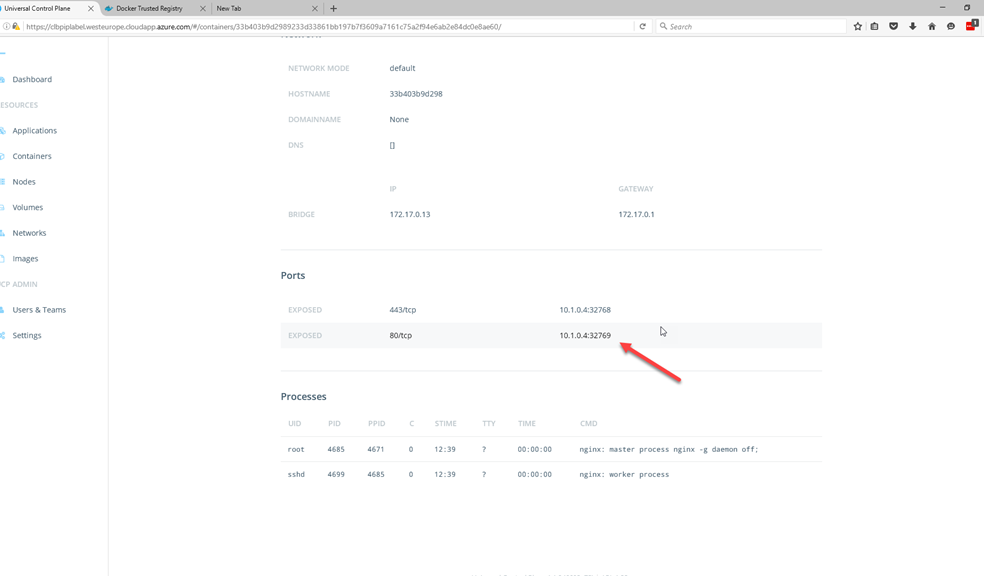 Universal Control Plane
Docker Trusted Registry
New Tab
https://clbpiplabel.westeurope.cloudapp.azure.com/#/containers/33b403b9d2989233d33861bb197b7f3609a7161c75a2f94e6ab2e84dc0e8ae60/
Search
Dashboard
ESOURCES
Applications
Containers
Nodes
Volumes
Networks
Images
CP ADMIN
Users & Teams
Settings
NETWORK MODE default
HOSTNAME 33b403b9d298
DOMAINNAME None
DNS []
IP GATEWAY
BRIDGE 172.17.0.13 172.17.0.1
Ports
EXPOSED 443/tcp 10.1.0.4:32768
EXPOSED 80/tcp 10.1.0.4:32769
Processes
UID PID PPID C STIME TTY TIME CMD
root 4685 4671 0 12:39 ? 00:00:00 nginx: master process nginx -g daemon off;
sshd 4699 4685 0 12:39 ? 00:00:00 nginx: worker process